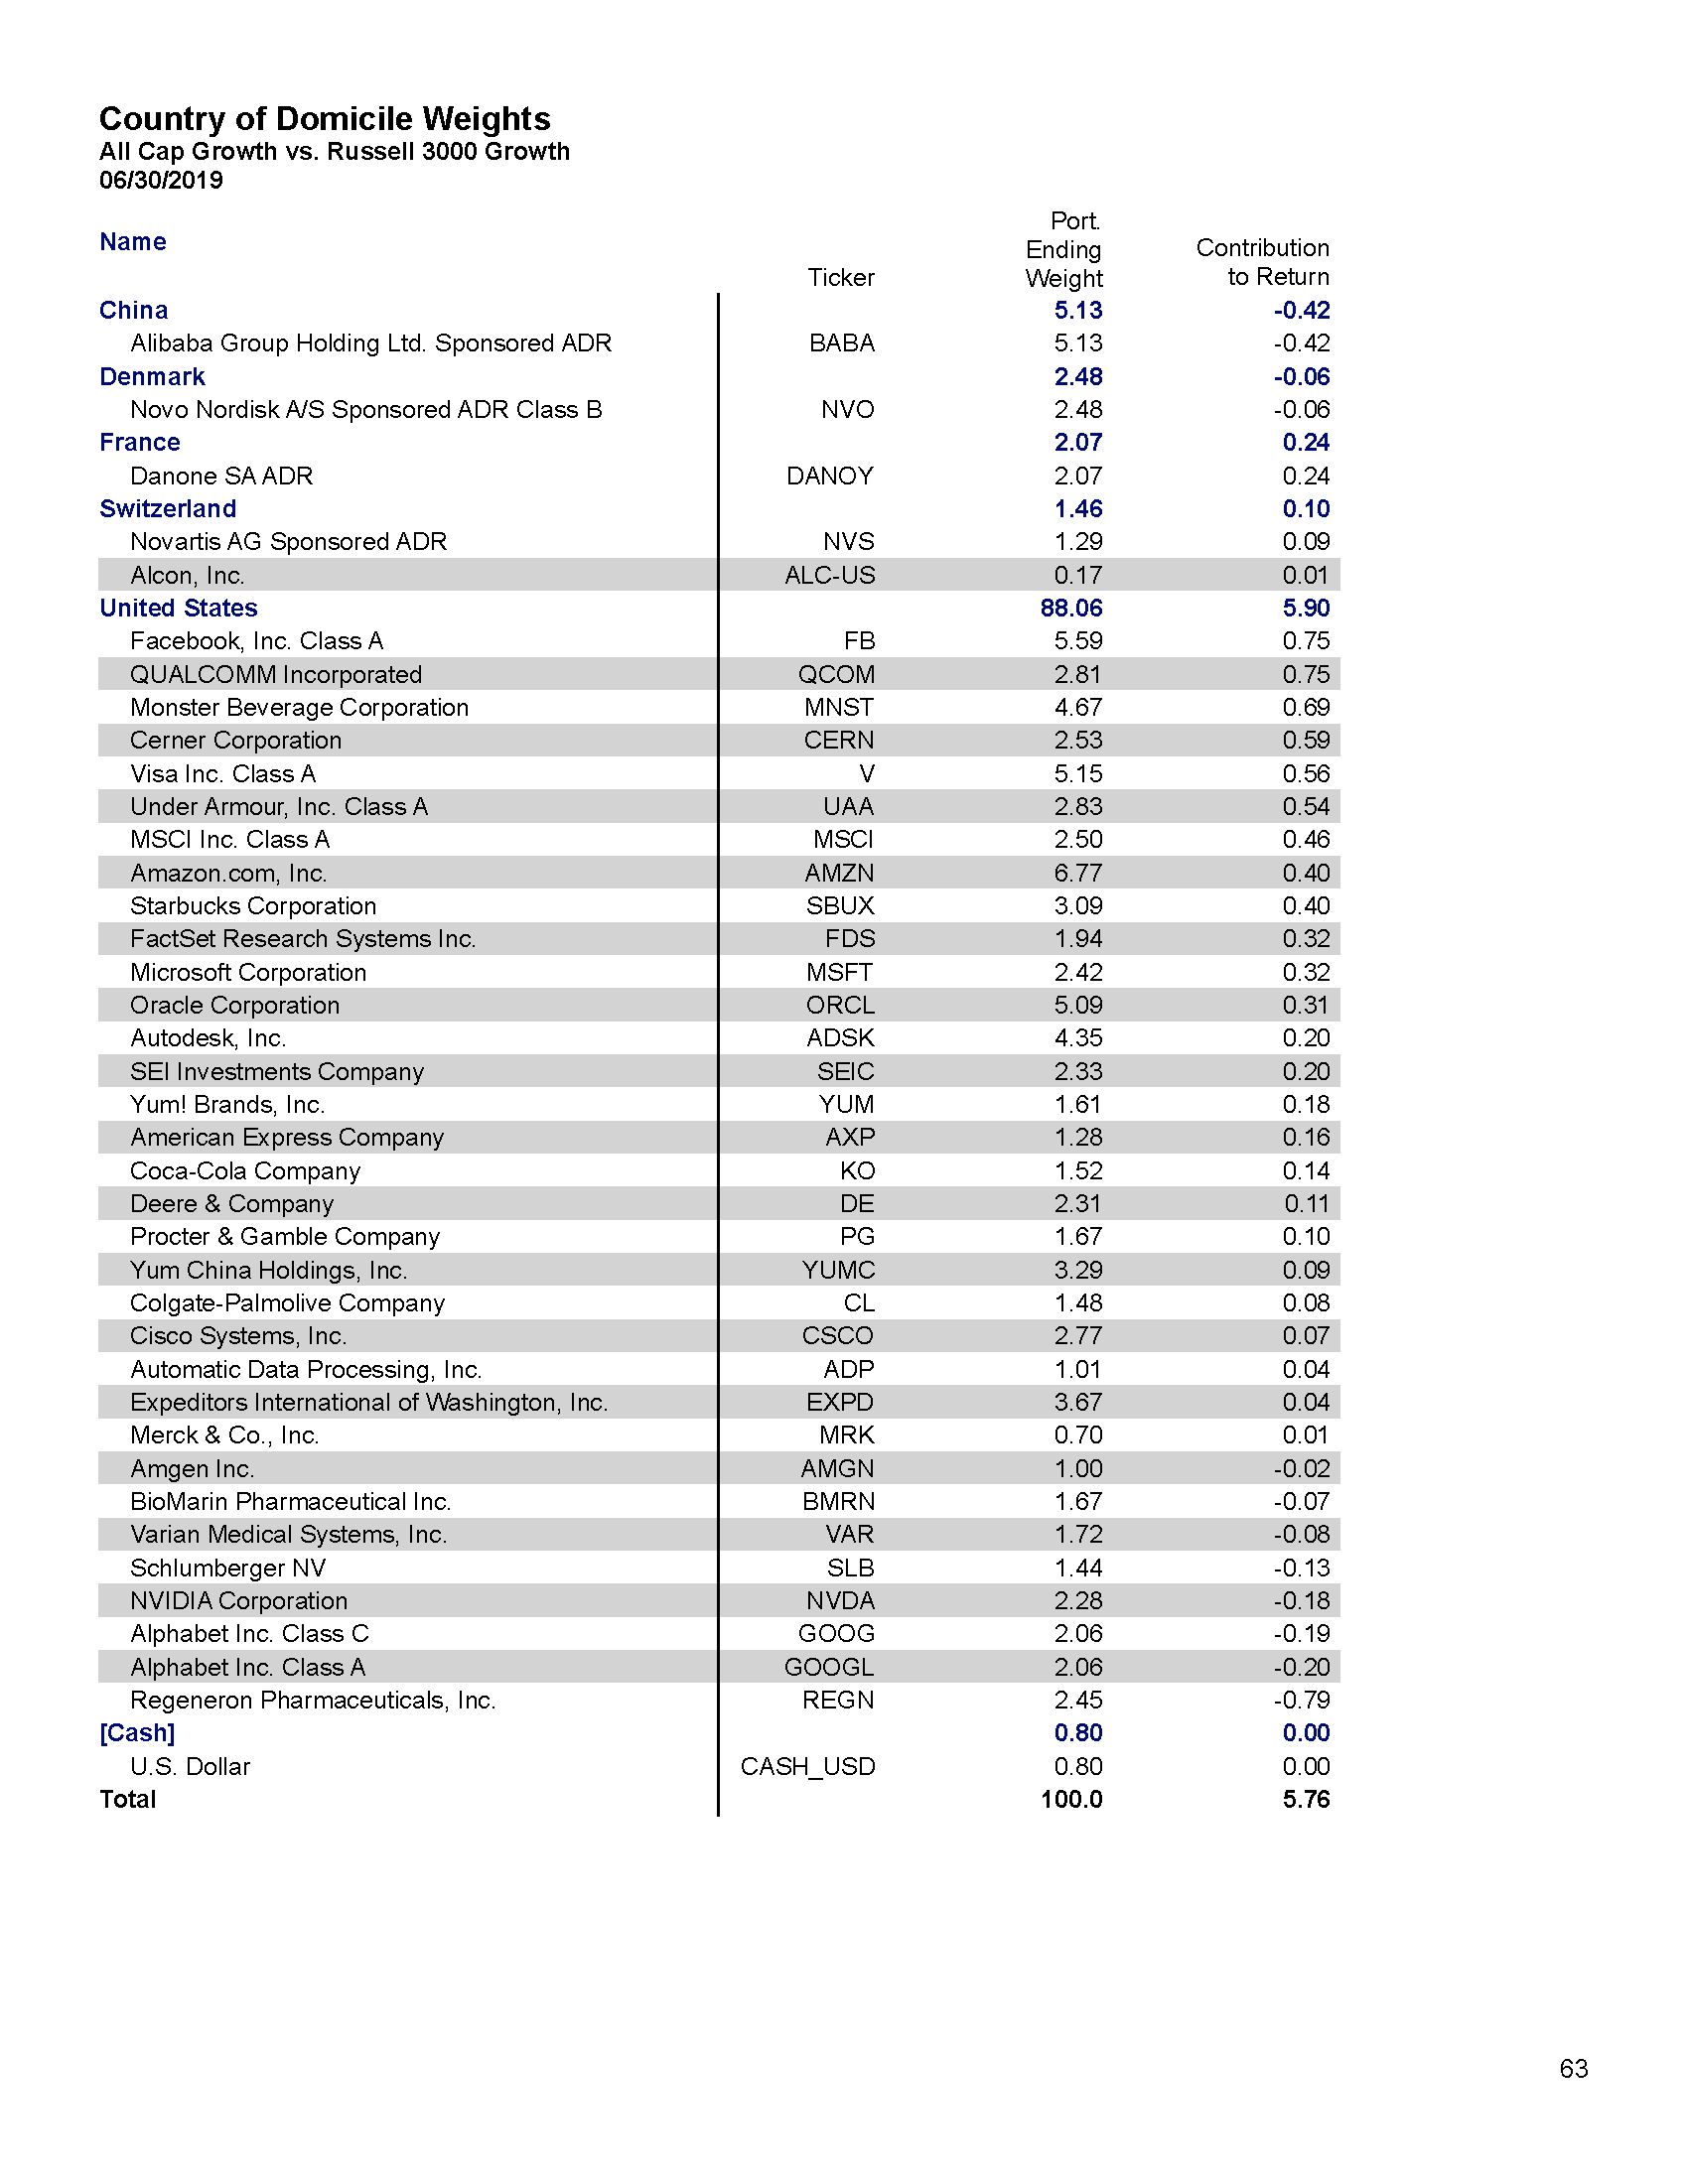 Country of Domicile Weights
All Cap Growth vs. Russell 3000 Growth
06/30/2019
Name Ticker Port. Ending Weight Contribution to Return
China 5.13 -0.42
Alibaba Group Holding Ltd. Sponsored ADR BABA 5.13 -0.42
Denmark 2.48 -0.06
Novo Nordisk A/S Sponsored ADR Class B NVO 2.48 -0.06
France 2.07 0.24
Danone SA ADR DANOY 2.07 0.24
Switzerland 1.46 0.10
Novartis AG Sponsored ADR NVS 1.29 0.09
Alcon, Inc. ALC-US 0.17 0.01
United States 88.06 5.90
Facebook, Inc. Class A FB 5.59 0.75
QUALCOMM Incorporated QCOM 2.81 0.75
Monster Beverage Corporation MNST 4.67 0.69
Cerner Corporation CERN 2.53 0.59
Visa Inc. Class A V 5.15 0.56
Under Armour, Inc. Class A UAA 2.83 0.54
MSCI Inc. Class A MSCI 2.50 0.46
Amazon.com, Inc. AMZN 6.77 0.40
Starbucks Corporation SBUX 3.09 0.40
FactSet Research Systems Inc. FDS 1.94 0.32
Microsoft Corporation MSFT 2.42 0.32
Oracle Corporation ORCL 5.09 0.31
Autodesk, Inc. ADSK 4.35 0.20
SEI Investments Company SEIC 2.33 0.20
Yum! Brands, Inc. YUM 1.61 0.18
American Express Company AXP 1.28 0.16
Coca-Cola Company KO 1.52 0.14
Deere & Company DE 2.31 0.11
Procter & Gamble Company PG 1.67 0.10
Yum China Holdings, Inc. YUMC 3.29 0.09
Colgate-Palmolive Company CL 1.48 0.08
Cisco Systems, Inc. CSCO 2.77 0.07
Automatic Data Processing, Inc. ADP 1.01 0.04
Expeditors International of Washington, Inc. EXPD 3.67 0.04
Merck & Co., Inc. MRK 0.70 0.01
Amgen Inc. AMGN 1.00 -0.02
BioMarin Pharmaceutical Inc. BMRN 1.67 -0.07
Varian Medical Systems, Inc. VAR 1.72 -0.08
Schlumberger NV SLB 1.44 -0.13
NVIDIA Corporation NVDA 2.28 -0.18
Alphabet Inc. Class C GOOG 2.06 -0.19
Alphabet Inc. Class A GOOGL 2.06 -0.20
Regeneron Pharmaceuticals, Inc. REGN 2.45 -0.79
[Cash] 0.80 0.00
U.S. Dollar CASH_USD 0.80 0.00
Total 100.0 5.76
63